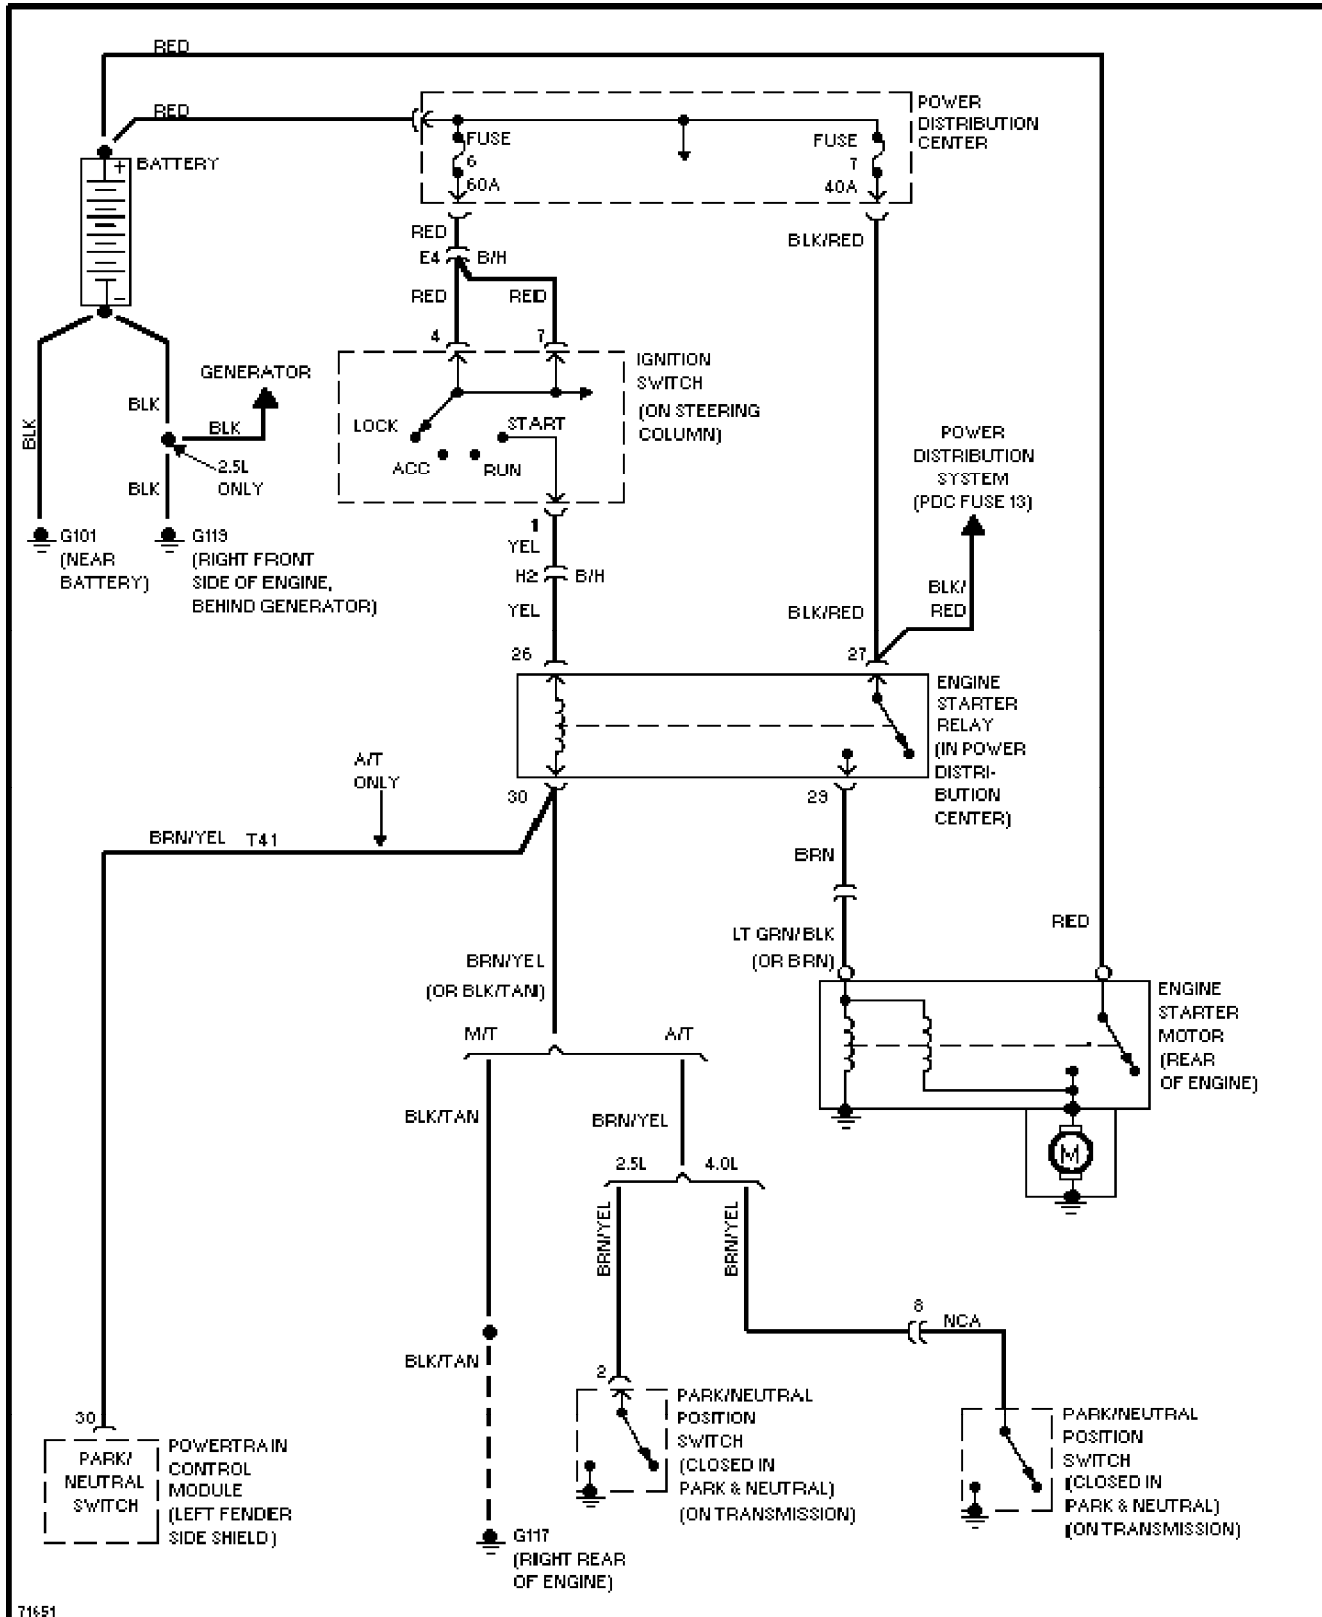 RED
RED
POWER
DISTRIBUTION
CENTER
FUSE
6
60A
FUSE
7
40A
+
BATTERY
−
RED
E4
B/H
RED
RED
BLK/RED
4
7
IGNITION
SWITCH
(ON STEERING
COLUMN)
LOCK
START
ACC
RUN
GENERATOR
BLK
BLK
BLK
2.5L
ONLY
BLK
G101
(NEAR
BATTERY)
G119
(RIGHT FRONT
SIDE OF ENGINE,
BEHIND GENERATOR)
1
YEL
H2
B/H
YEL
POWER
DISTRIBUTION
SYSTEM
(PDC FUSE 13)
BLK/RED
BLK/
RED
26
27
ENGINE
STARTER
RELAY
(IN POWER
DISTRI-
BUTION
CENTER)
A/T
ONLY
30
29
BRN/YEL
T41
BRN
LT GRN/BLK
(OR BRN)
RED
BRN/YEL
(OR BLK/TAN)
ENGINE
STARTER
MOTOR
(REAR
OF ENGINE)
M
M/T
A/T
BLK/TAN
BRN/YEL
2.5L
4.0L
BRN/YEL
BRN/YEL
8
NCA
BLK/TAN
2
PARK/NEUTRAL
POSITION
SWITCH
(CLOSED IN
PARK & NEUTRAL)
(ON TRANSMISSION)
PARK/NEUTRAL
POSITION
SWITCH
(CLOSED IN
PARK & NEUTRAL)
(ON TRANSMISSION)
30
PARK/
NEUTRAL
SWITCH
POWERTRAIN
CONTROL
MODULE
(LEFT FENDER
SIDE SHIELD)
G117
(RIGHT REAR
OF ENGINE)
71651